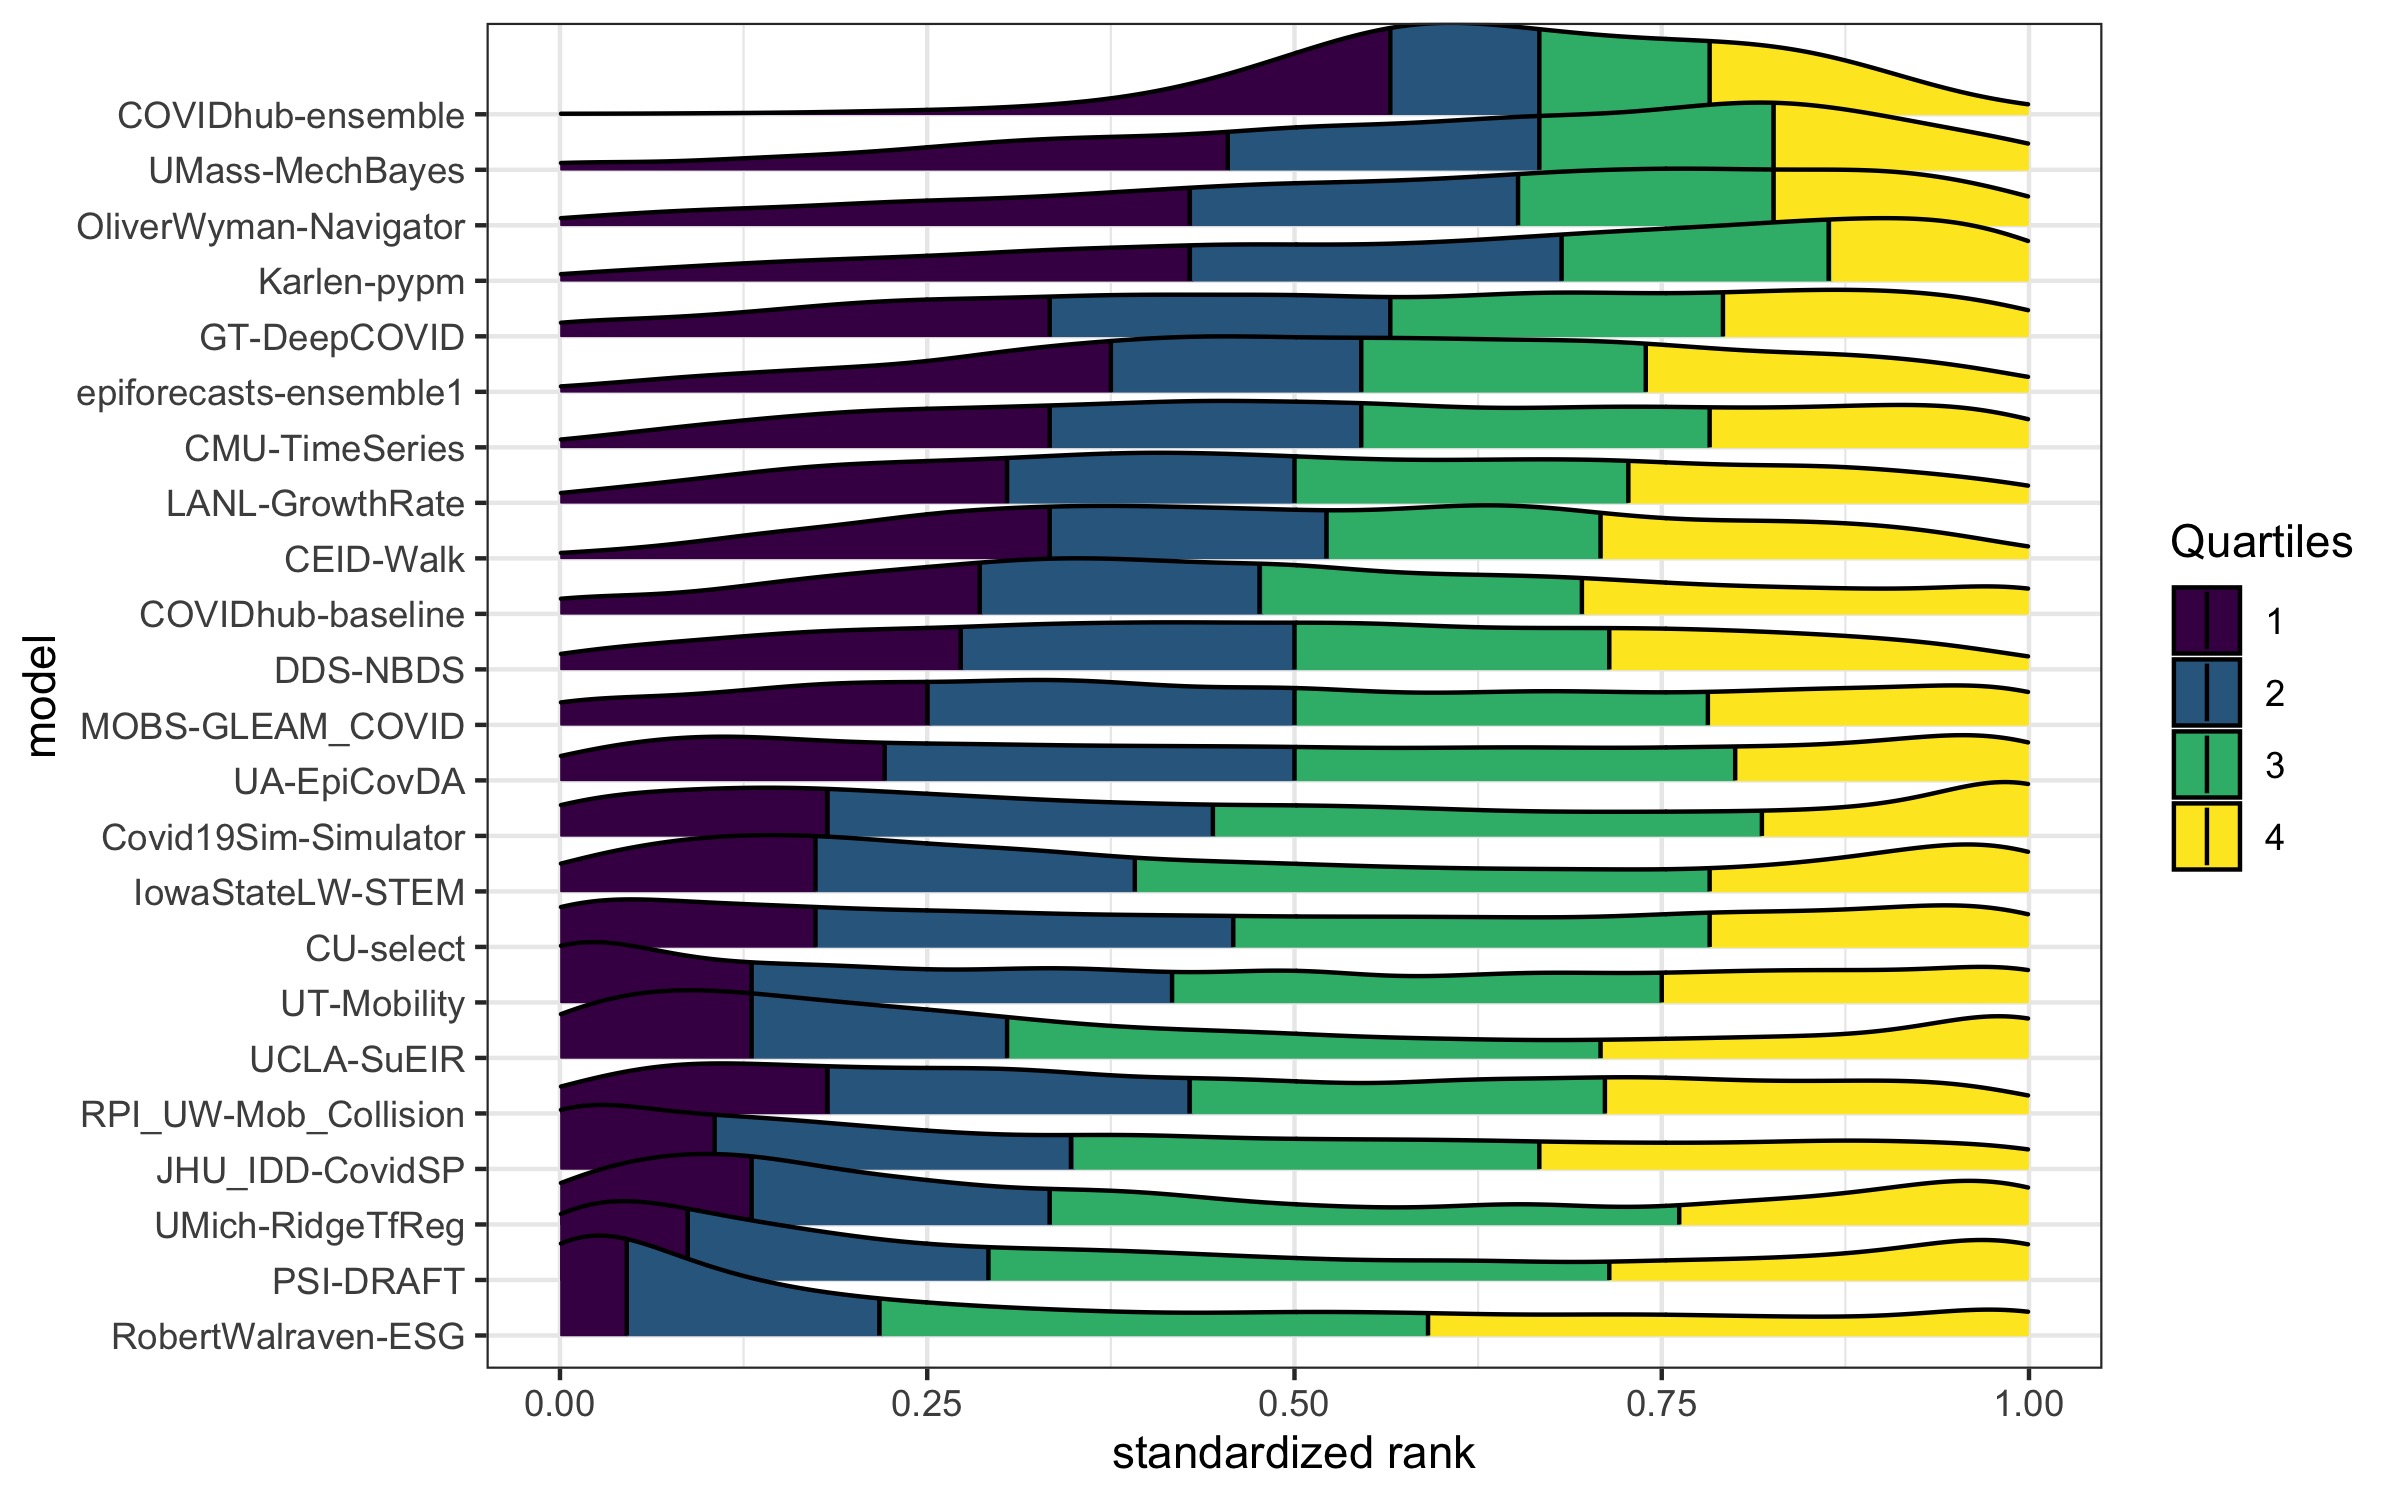 COVIDhub-ensemble
UMass-MechBayes
OliverWyman-Navigator
Karlen-pypm
GT-DeepCOVID
epiforecasts-ensemble1
CMU-TimeSeries
LANL-GrowthRate
CEID-Walk
COVIDhub-baseline
DDS-NBDS
MOBS-GLEAM_COVID
UA-EpiCovDA
Covid19Sim-Simulator
IowaStateLW-STEM
CU-select
UT-Mobility
UCLA-SuEIR
RPI_UW-Mob_Collision
JHU_IDD-CovidSP
UMich-RidgeTfReg
PSI-DRAFT
RobertWalraven-ESG
model
0.00 0.25 0.50 0.75 1.00
standardized rank
Quartiles
1
2
3
4